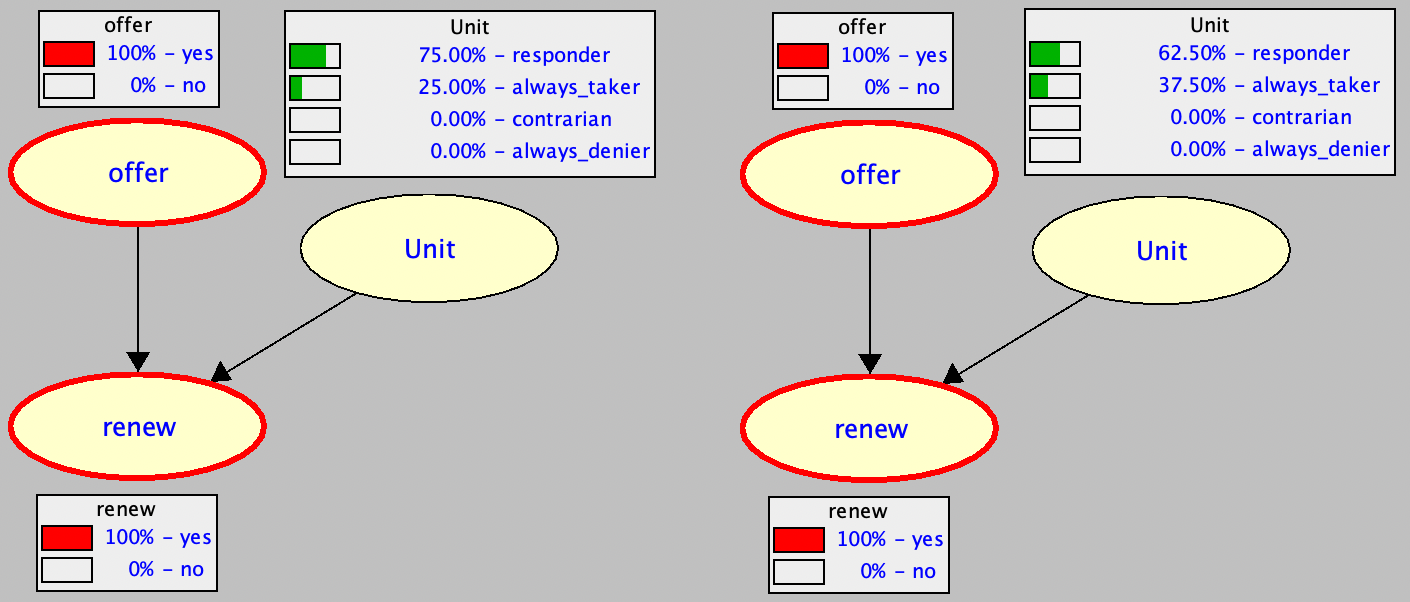 offer
100% – yes
0% – no
Unit
75.00% – responder
25.00% – always_taker
0.00% – contrarian
0.00% – always_denier
offer
Unit
renew
renew
100% – yes
0% – no
offer
100% – yes
0% – no
Unit
62.50% – responder
37.50% – always_taker
0.00% – contrarian
0.00% – always_denier
offer
Unit
renew
renew
100% – yes
0% – no